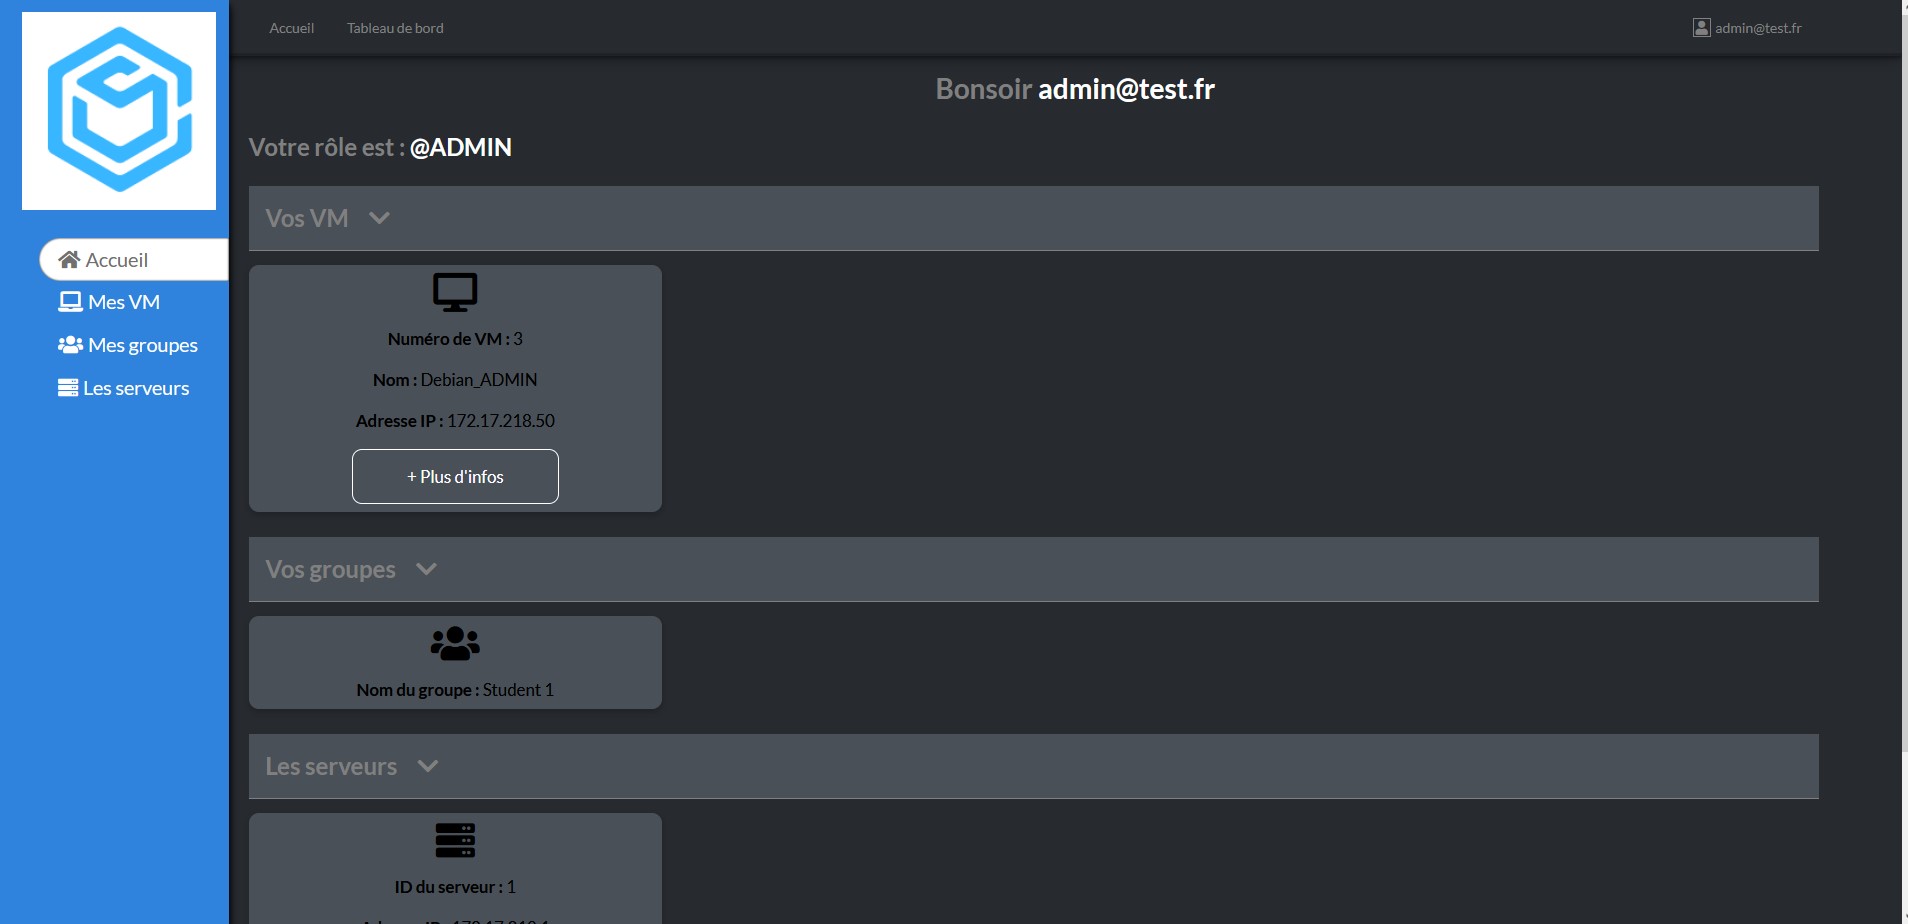 Accueil
Tableau de bord
admin@test.fr
Bonsoir admin@test.fr
Votre rôle est : @ADMIN
Accueil
Mes VM
Mes groupes
Les serveurs
Vos VM
Numéro de VM : 3
Nom : Debian_ADMIN
Adresse IP : 172.17.218.50
+ Plus d'infos
Vos groupes
Nom du groupe : Student 1
Les serveurs
ID du serveur : 1